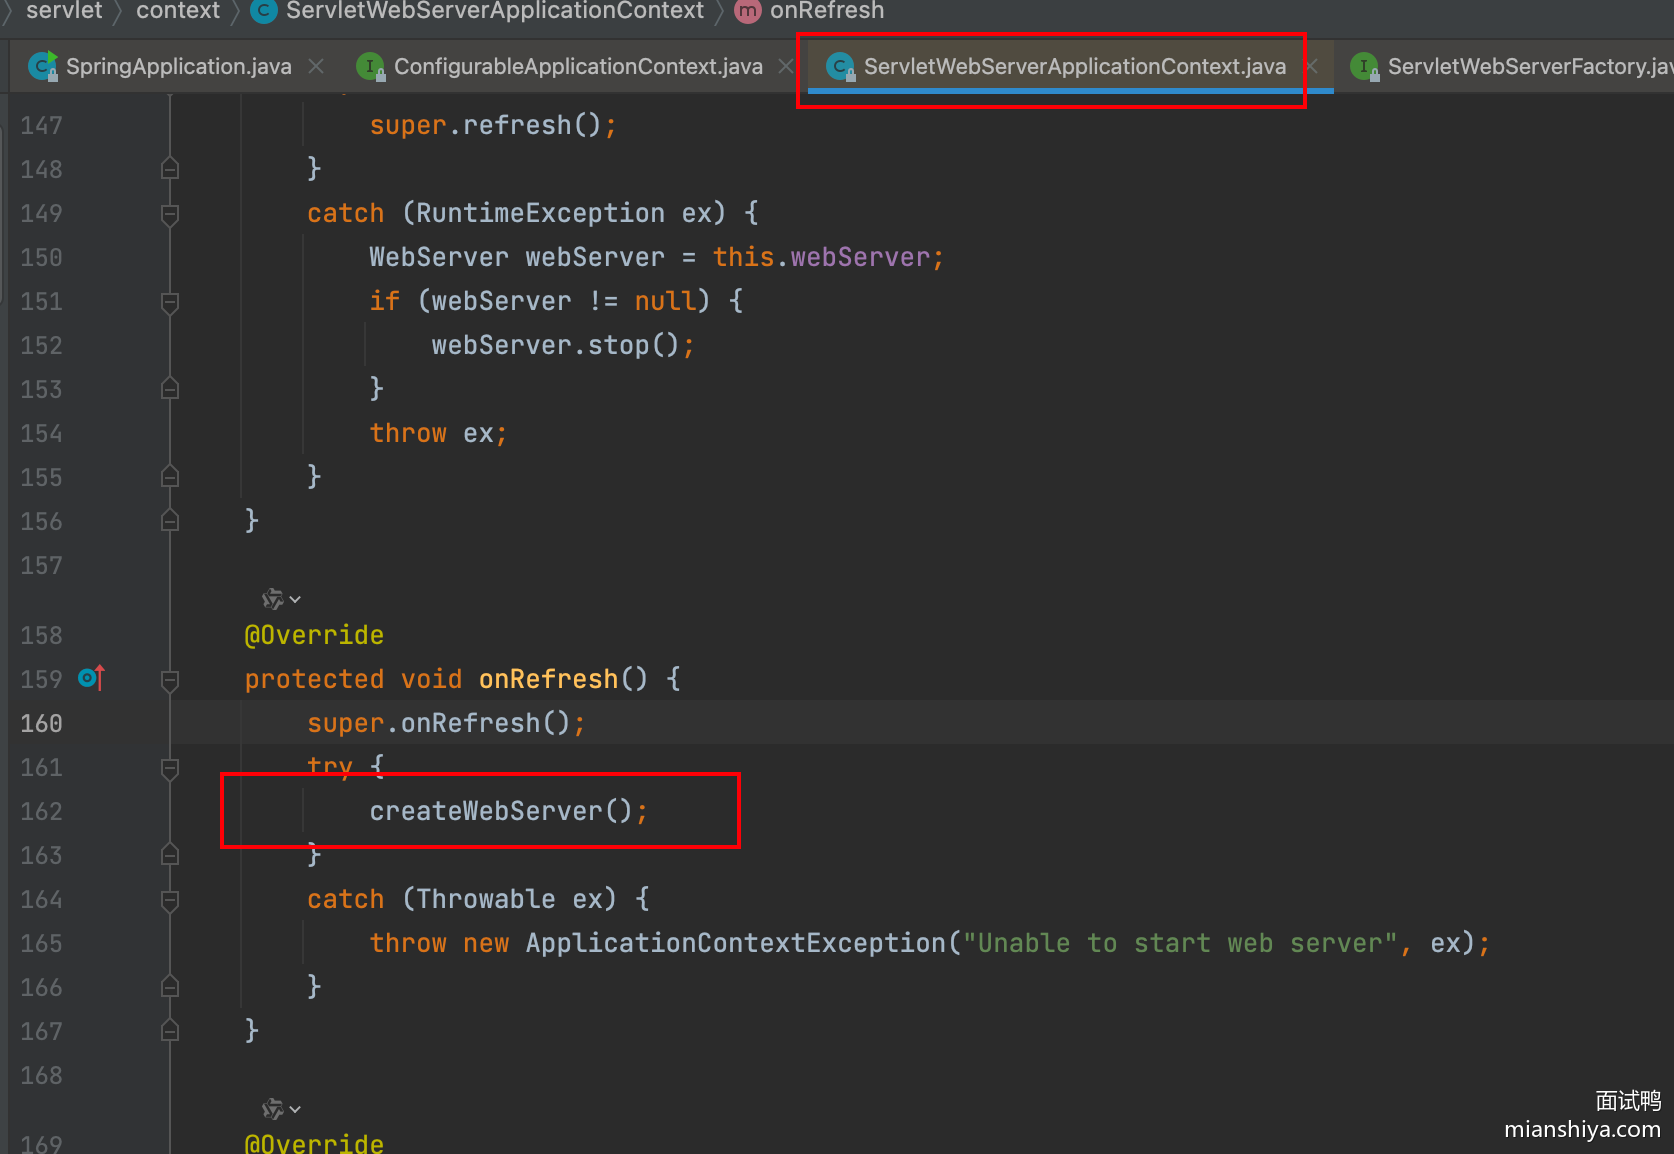 servlet context ServletWebServerApplicationContext onRefresh
SpringApplication.java ConfigurableApplicationContext.java ServletWebServerApplicationContext.java ServletWebServerFactory.jav
147 super.refresh();
148 }
149 catch (RuntimeException ex) {
150 WebServer webServer = this.webServer;
151 if (webServer != null) {
152 webServer.stop();
153 }
154 throw ex;
155 }
156 }
157
158 @Override
159 protected void onRefresh() {
160 super.onRefresh();
161 try {
162 createWebServer();
163 }
164 catch (Throwable ex) {
165 throw new ApplicationContextException("Unable to start web server", ex);
166 }
167 }
168
169 @Override
面试鸭
mianshiya.com